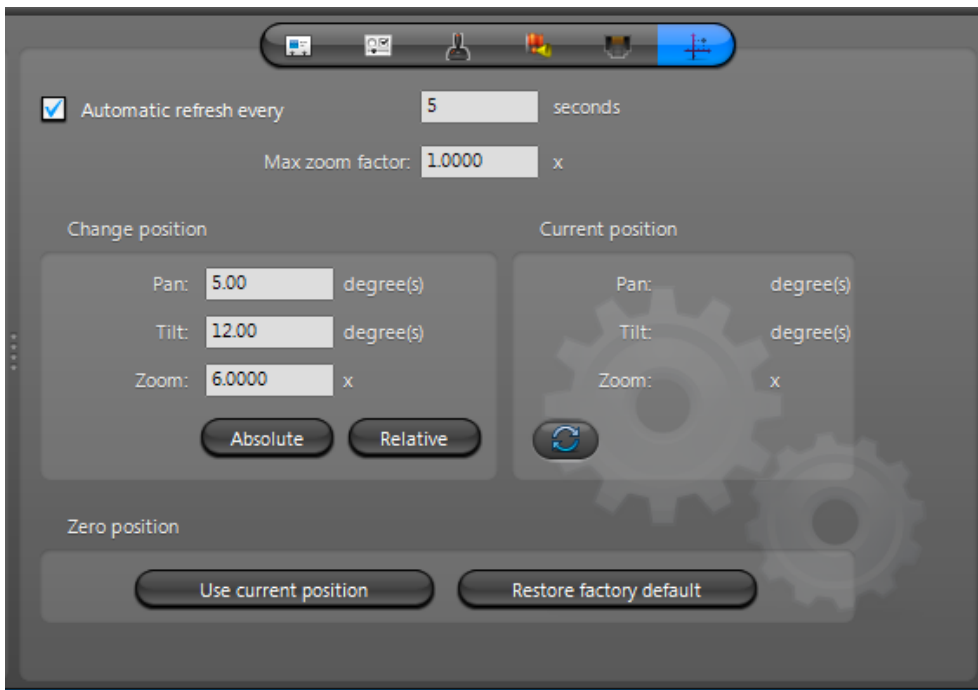 Automatic refresh every 5 seconds
Max zoom factor: 1.0000 x
Change position
Pan: 5.00 degree(s)
Tilt: 12.00 degree(s)
Zoom: 6.0000 x
Absolute Relative
Current position
Pan: degree(s)
Tilt: degree(s)
Zoom: x
Zero position
Use current position Restore factory default